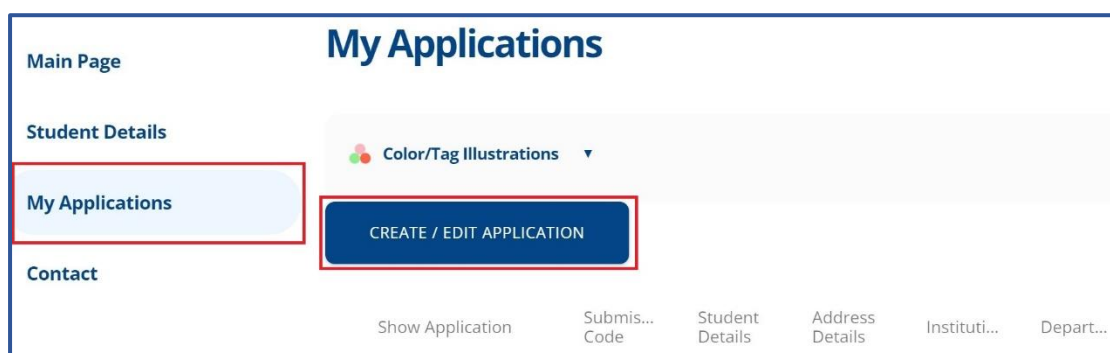 Main Page
Student Details
My Applications
Contact
My Applications
Color/Tag Illustrations
CREATE / EDIT APPLICATION
Show Application
Submis...
Code
Student
Details
Address
Details
Instituti...
Depart...